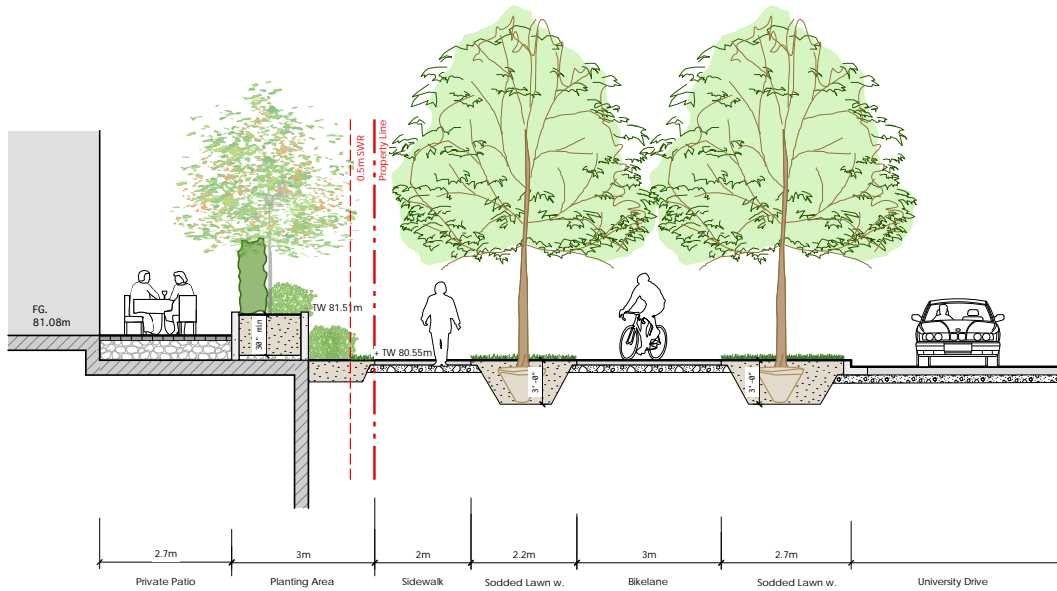 0.5m SWR
Property Line
FG.
81.08m
TW 81.51m
30" min
+ TW 80.55m
3'-0"
3'-0"
2.7m
3m
2m
2.2m
3m
2.7m
Private Patio
Planting Area
Sidewalk
Sodded Lawn w.
Bikelane
Sodded Lawn w.
University Drive